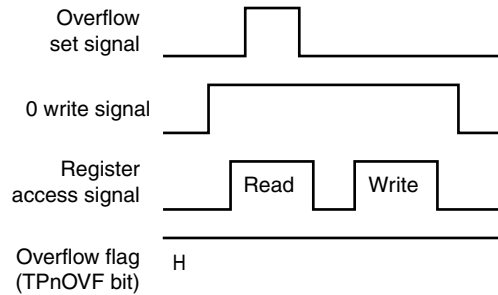 Overflow
set signal
0 write signal
Register
access signal
Read
Write
Overflow flag
(TPnOVF bit)
H